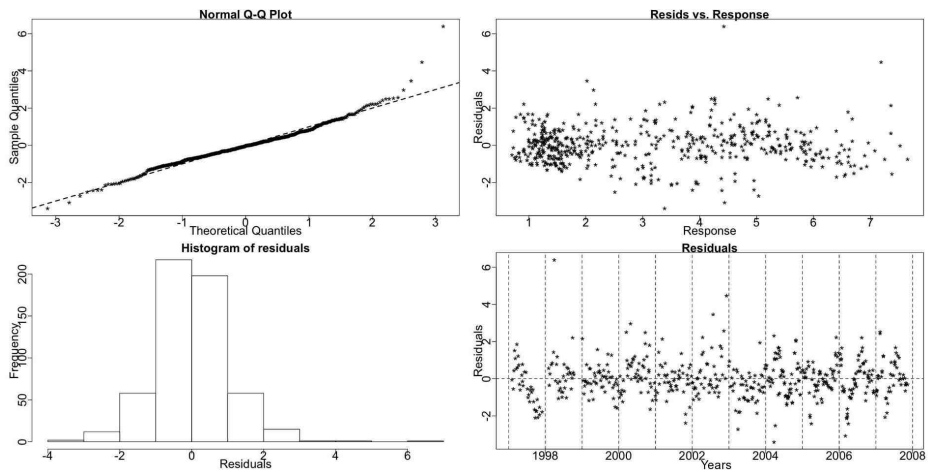 Normal Q-Q Plot
Sample Quantiles
6
4
2
0
-2
-3 -2 -1 0 1 2 3
Theoretical Quantiles
Resids vs. Response
Residuals
6
4
2
0
-2
1 2 3 4 5 6 7
Response
Histogram of residuals
Frequency
200
150
100
50
0
-4 -2 0 2 4 6
Residuals
Residuals
Residuals
6
4
2
0
-2
1998 2000 2002 2004 2006 2008
Years